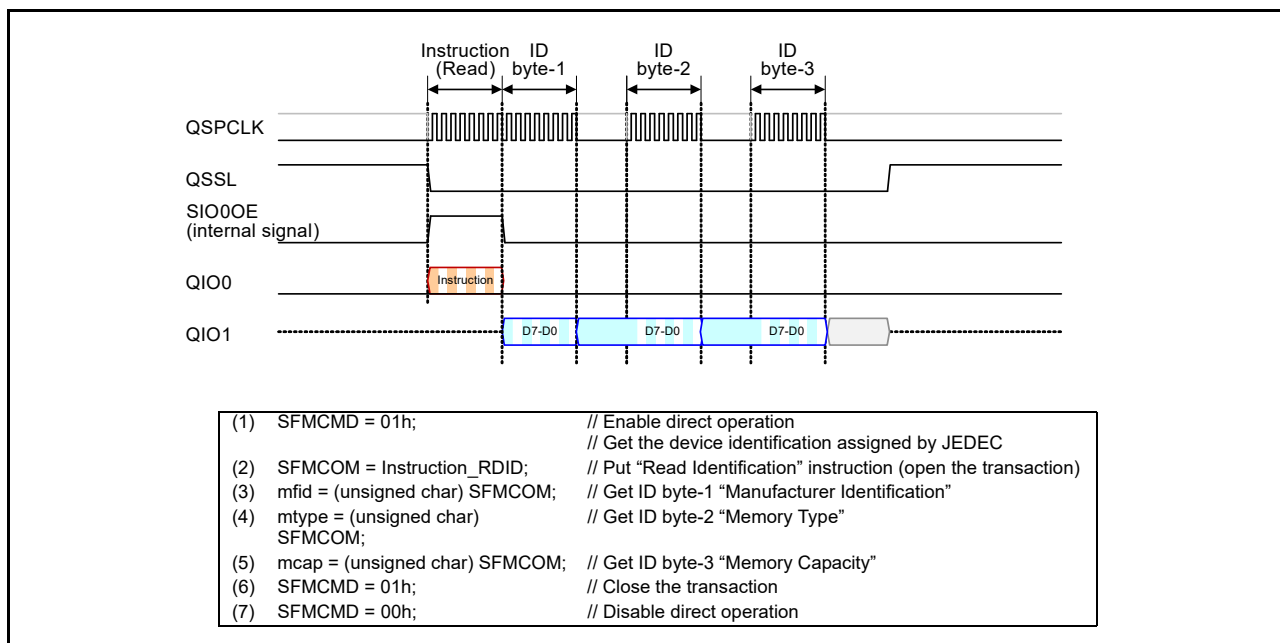 Instruction ID ID ID
(Read) byte-1 byte-2 byte-3
QSPCLK
QSSL
SIO0OE
(internal signal)
QIO0 Instruction
QIO1 D7-D0 D7-D0 D7-D0
(1) SFMCMD = 01h; // Enable direct operation
// Get the device identification assigned by JEDEC
(2) SFMCOM = Instruction_RDID; // Put “Read Identification” instruction (open the transaction)
(3) mfid = (unsigned char) SFMCOM; // Get ID byte-1 “Manufacturer Identification”
(4) mtype = (unsigned char) // Get ID byte-2 “Memory Type”
SFMCOM;
(5) mcap = (unsigned char) SFMCOM; // Get ID byte-3 “Memory Capacity”
(6) SFMCMD = 01h; // Close the transaction
(7) SFMCMD = 00h; // Disable direct operation